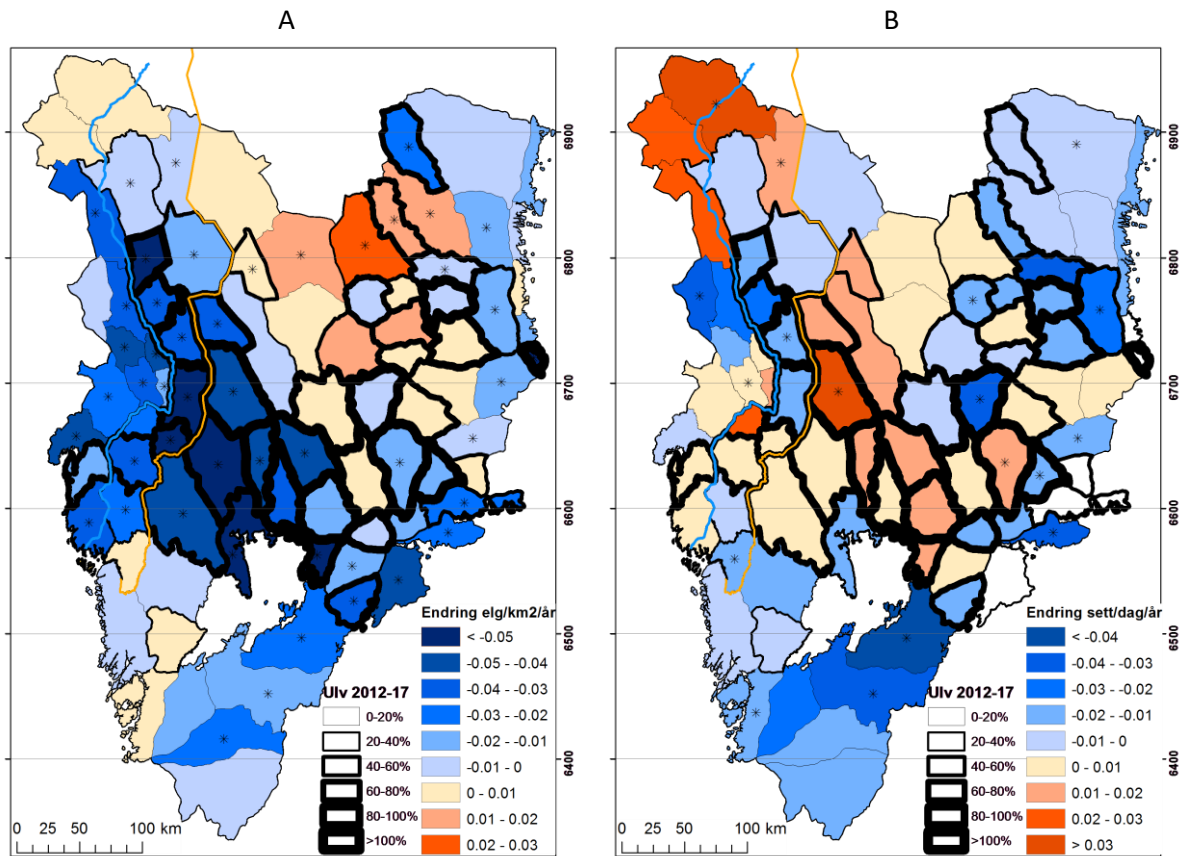 A
B
6900
6800
6700
6600
6500
6400
Endring elg/km2/år
< -0.05
-0.05 - -0.04
-0.04 - -0.03
-0.03 - -0.02
-0.02 - -0.01
-0.01 - 0
0 - 0.01
0.01 - 0.02
0.02 - 0.03
Ulv 2012-17
0-20%
20-40%
40-60%
60-80%
80-100%
>100%
0 25 50 100 km
6900
6800
6700
6600
6500
6400
Endring sett/dag/år
< -0.04
-0.04 - -0.03
-0.03 - -0.02
-0.02 - -0.01
-0.01 - 0
0 - 0.01
0.01 - 0.02
0.02 - 0.03
> 0.03
Ulv 2012-17
0-20%
20-40%
40-60%
60-80%
80-100%
>100%
0 25 50 100 km